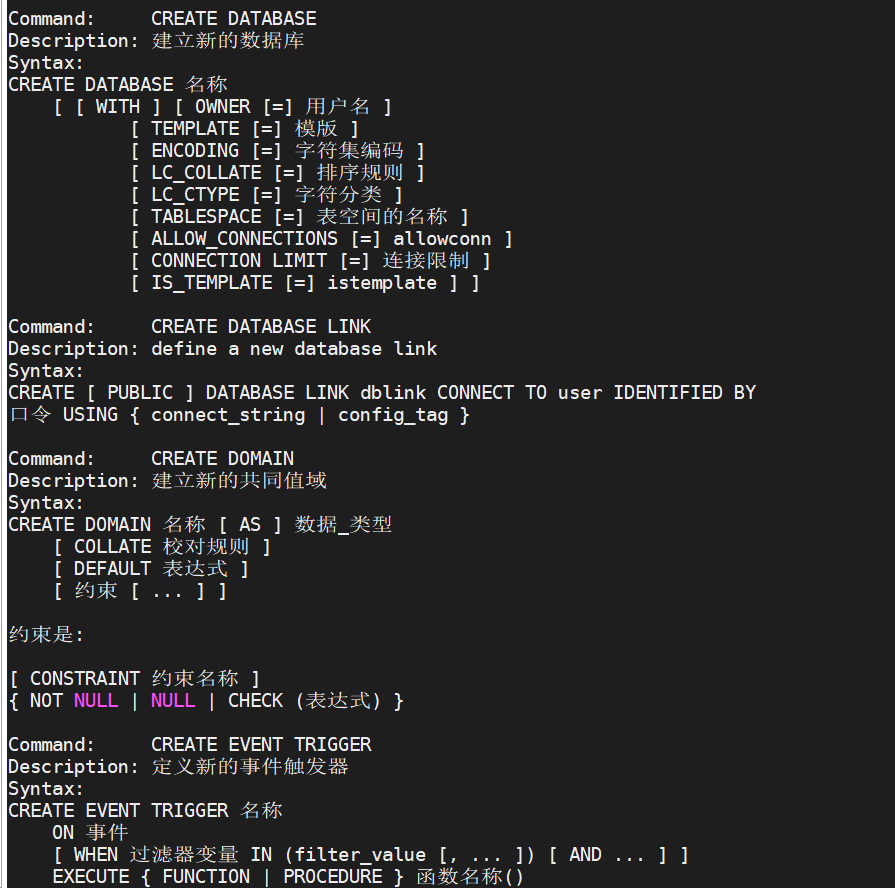 Command:     CREATE DATABASE
Description: 建立新的数据库
Syntax:
CREATE DATABASE 名称
    [ [ WITH ] [ OWNER [=] 用户名 ]
           [ TEMPLATE [=] 模版 ]
           [ ENCODING [=] 字符集编码 ]
           [ LC_COLLATE [=] 排序规则 ]
           [ LC_CTYPE [=] 字符分类 ]
           [ TABLESPACE [=] 表空间的名称 ]
           [ ALLOW_CONNECTIONS [=] allowconn ]
           [ CONNECTION LIMIT [=] 连接限制 ]
           [ IS_TEMPLATE [=] istemplate ] ]

Command:     CREATE DATABASE LINK
Description: define a new database link
Syntax:
CREATE [ PUBLIC ] DATABASE LINK dblink CONNECT TO user IDENTIFIED BY
口令 USING { connect_string | config_tag }

Command:     CREATE DOMAIN
Description: 建立新的共同值域
Syntax:
CREATE DOMAIN 名称 [ AS ] 数据_类型
    [ COLLATE 校对规则 ]
    [ DEFAULT 表达式 ]
    [ 约束 [ ... ] ]

约束是:

[ CONSTRAINT 约束名称 ]
{ NOT NULL | NULL | CHECK (表达式) }

Command:     CREATE EVENT TRIGGER
Description: 定义新的事件触发器
Syntax:
CREATE EVENT TRIGGER 名称
    ON 事件
    [ WHEN 过滤器变量 IN (filter_value [, ... ]) [ AND ... ] ]
    EXECUTE { FUNCTION | PROCEDURE } 函数名称()